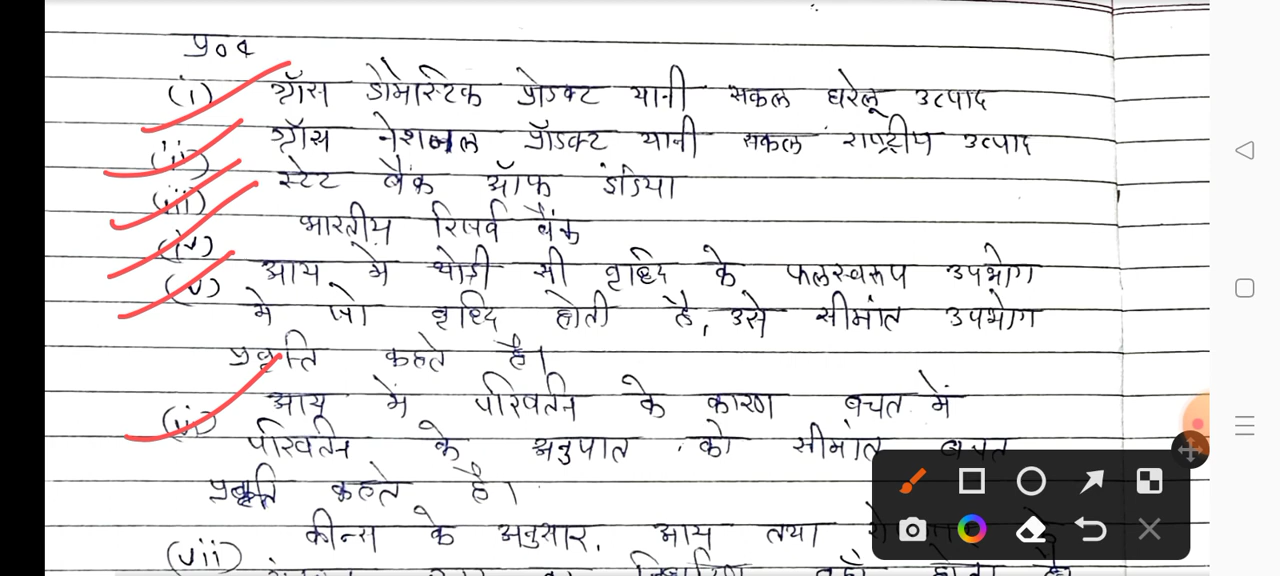 प्र० 4
(i) ग्रॉस डोमेस्टिक प्रोडक्ट यानी सकल घरेलू उत्पाद
(ii) ग्रॉस नेशनल प्रॉडक्ट यानी सकल राष्ट्रीय उत्पाद
(iii) स्टेट बैंक ऑफ इंडिया
(iv) भारतीय रिजर्व बैंक
(v) आय मे थोड़ी सी वृध्दि के फलस्वरूप उपभोग
मे जो वृध्दि होती है, उसे सीमांत उपभोग
प्रवृति कहते है।
(vi) आय में परिवर्तन के कारण बचत में
परिवर्तन के अनुपात को सीमांत बचत
प्रवृति कहते है।
(vii) कीन्स के अनुसार, आय तथा